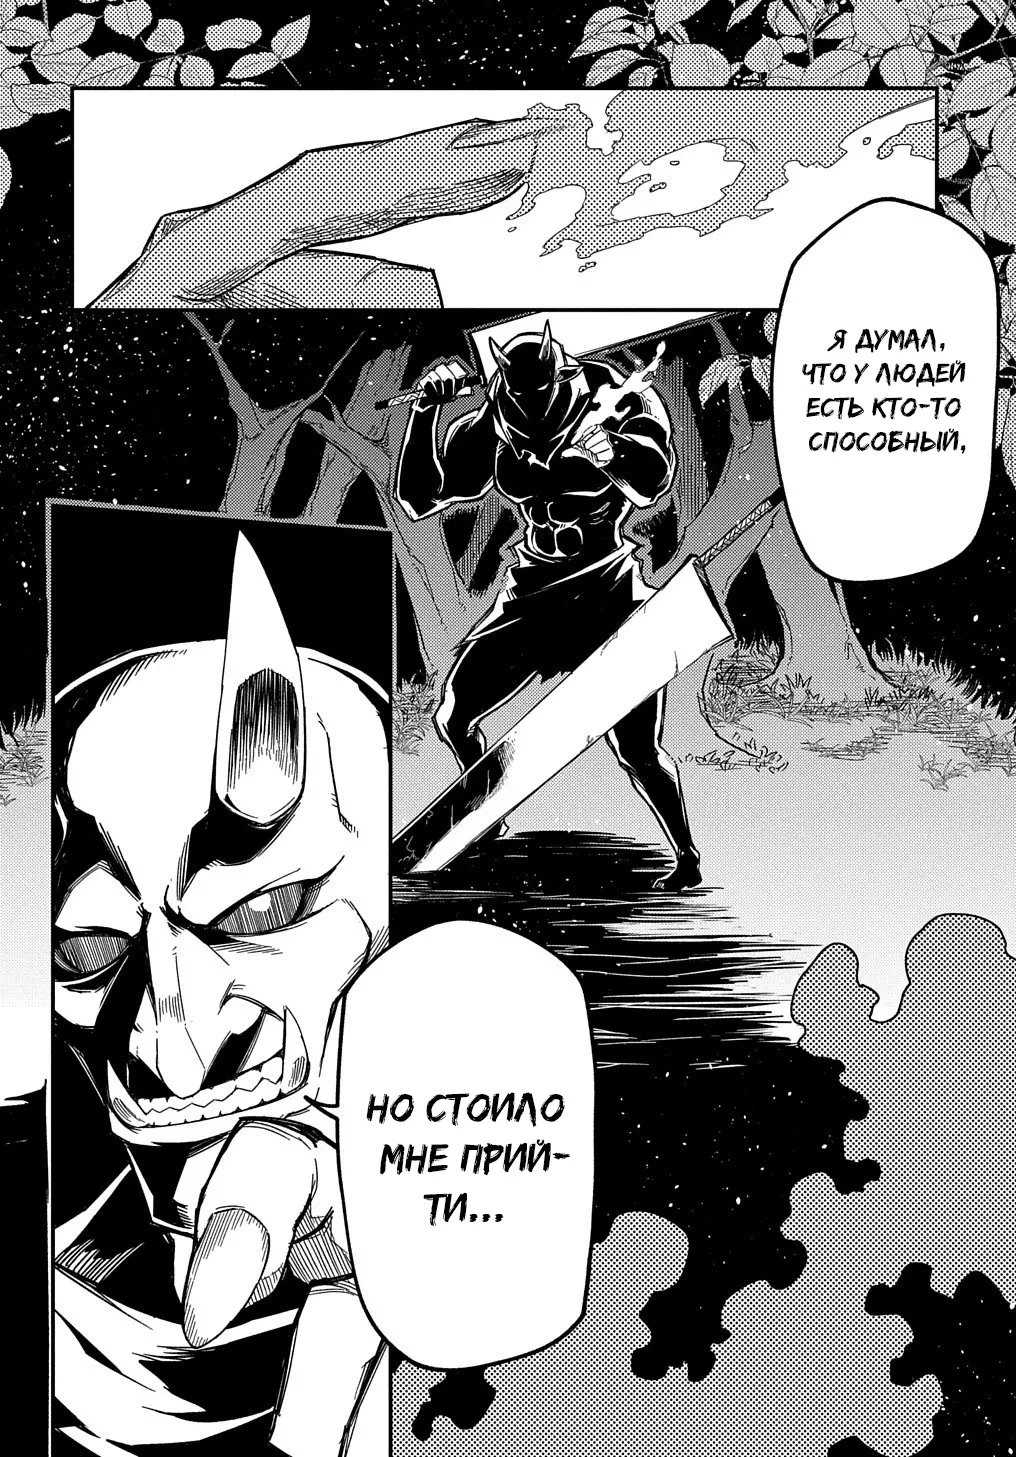 Я ДУМАЛ,
ЧТО У ЛЮДЕЙ
ЕСТЬ КТО-ТО
СПОСОБНЫЙ,
НО СТОИЛО
МНЕ ПРИЙ-
ТИ...